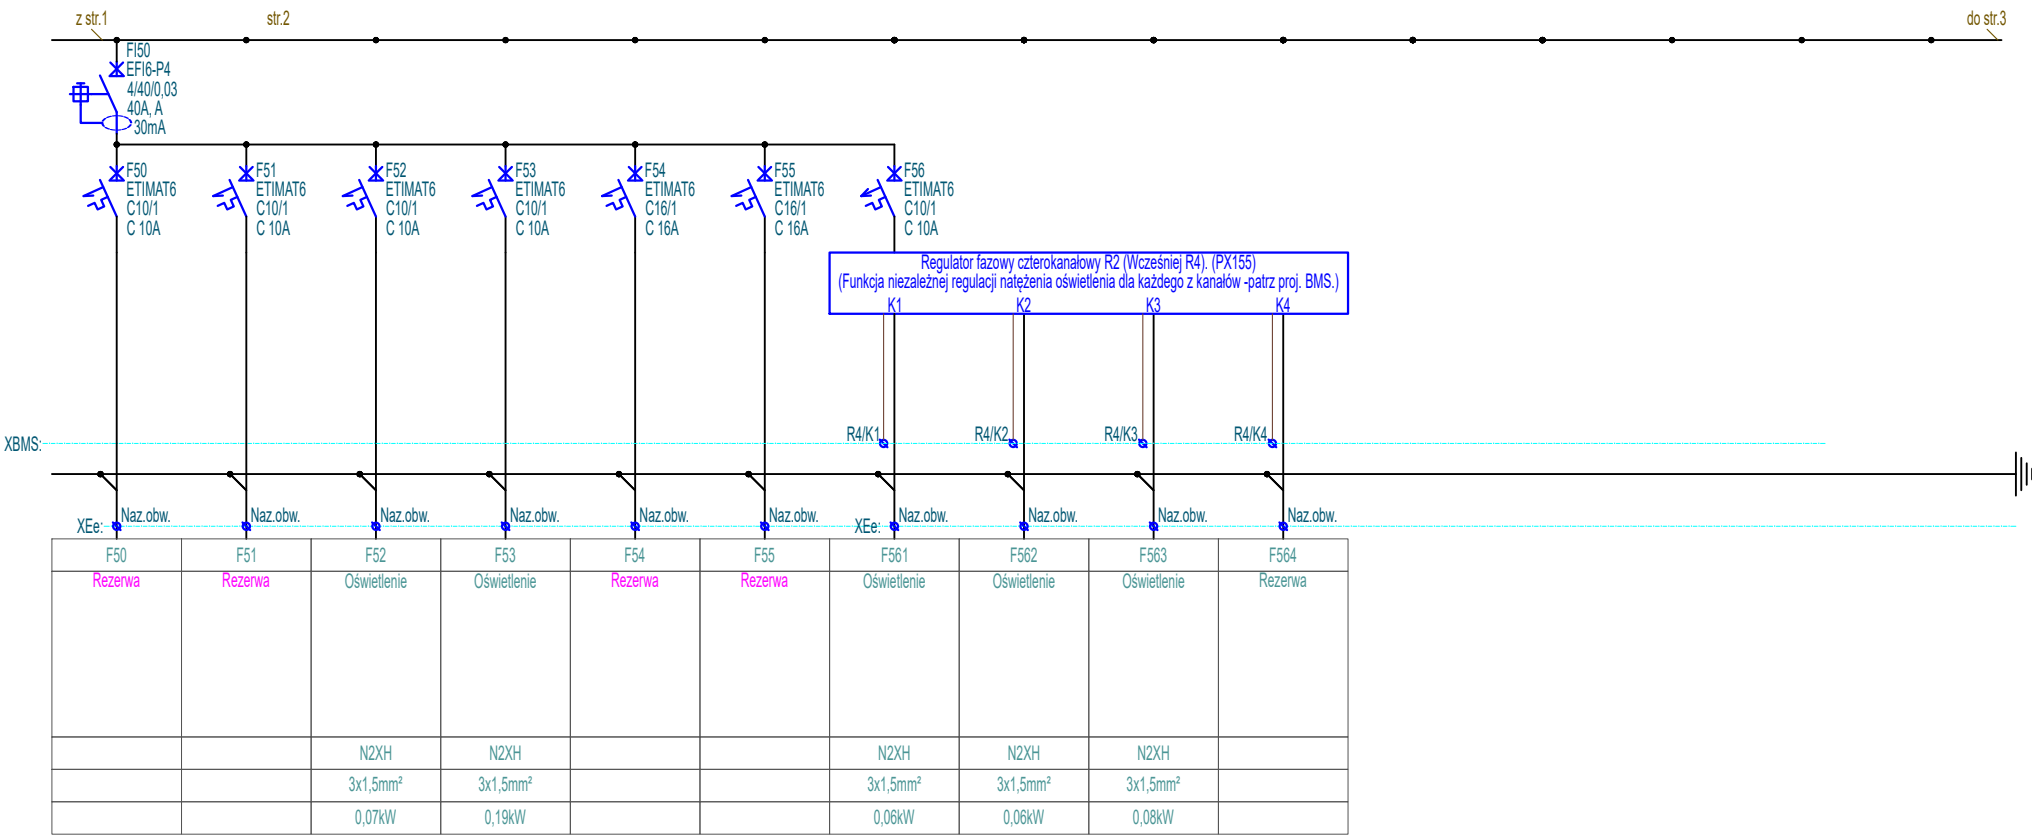 z str.1
str.2
do str.3
FI50
EFI6-P4
4/40/0,03
40A, A
30mA
F50
ETIMAT6
C10/1
C 10A
F51
ETIMAT6
C10/1
C 10A
F52
ETIMAT6
C10/1
C 10A
F53
ETIMAT6
C10/1
C 10A
F54
ETIMAT6
C16/1
C 16A
F55
ETIMAT6
C16/1
C 16A
F56
ETIMAT6
C10/1
C 10A
Regulator fazowy czterokanałowy R2 (Wcześniej R4). (PX155)
(Funkcja niezależnej regulacji natężenia oświetlenia dla każdego z kanałów -patrz proj. BMS.)
K1 K2 K3 K4
XBMS: R4/K1 R4/K2 R4/K3 R4/K4
XEe: Naz.obw. Naz.obw. Naz.obw. Naz.obw. Naz.obw. Naz.obw. XEe: Naz.obw. Naz.obw. Naz.obw. Naz.obw.
F50 F51 F52 F53 F54 F55 F561 F562 F563 F564
Rezerwa Rezerwa Oświetlenie Oświetlenie Rezerwa Rezerwa Oświetlenie Oświetlenie Oświetlenie Rezerwa
N2XH N2XH N2XH N2XH N2XH
3x1,5mm² 3x1,5mm² 3x1,5mm² 3x1,5mm² 3x1,5mm²
0,07kW 0,19kW 0,06kW 0,06kW 0,08kW